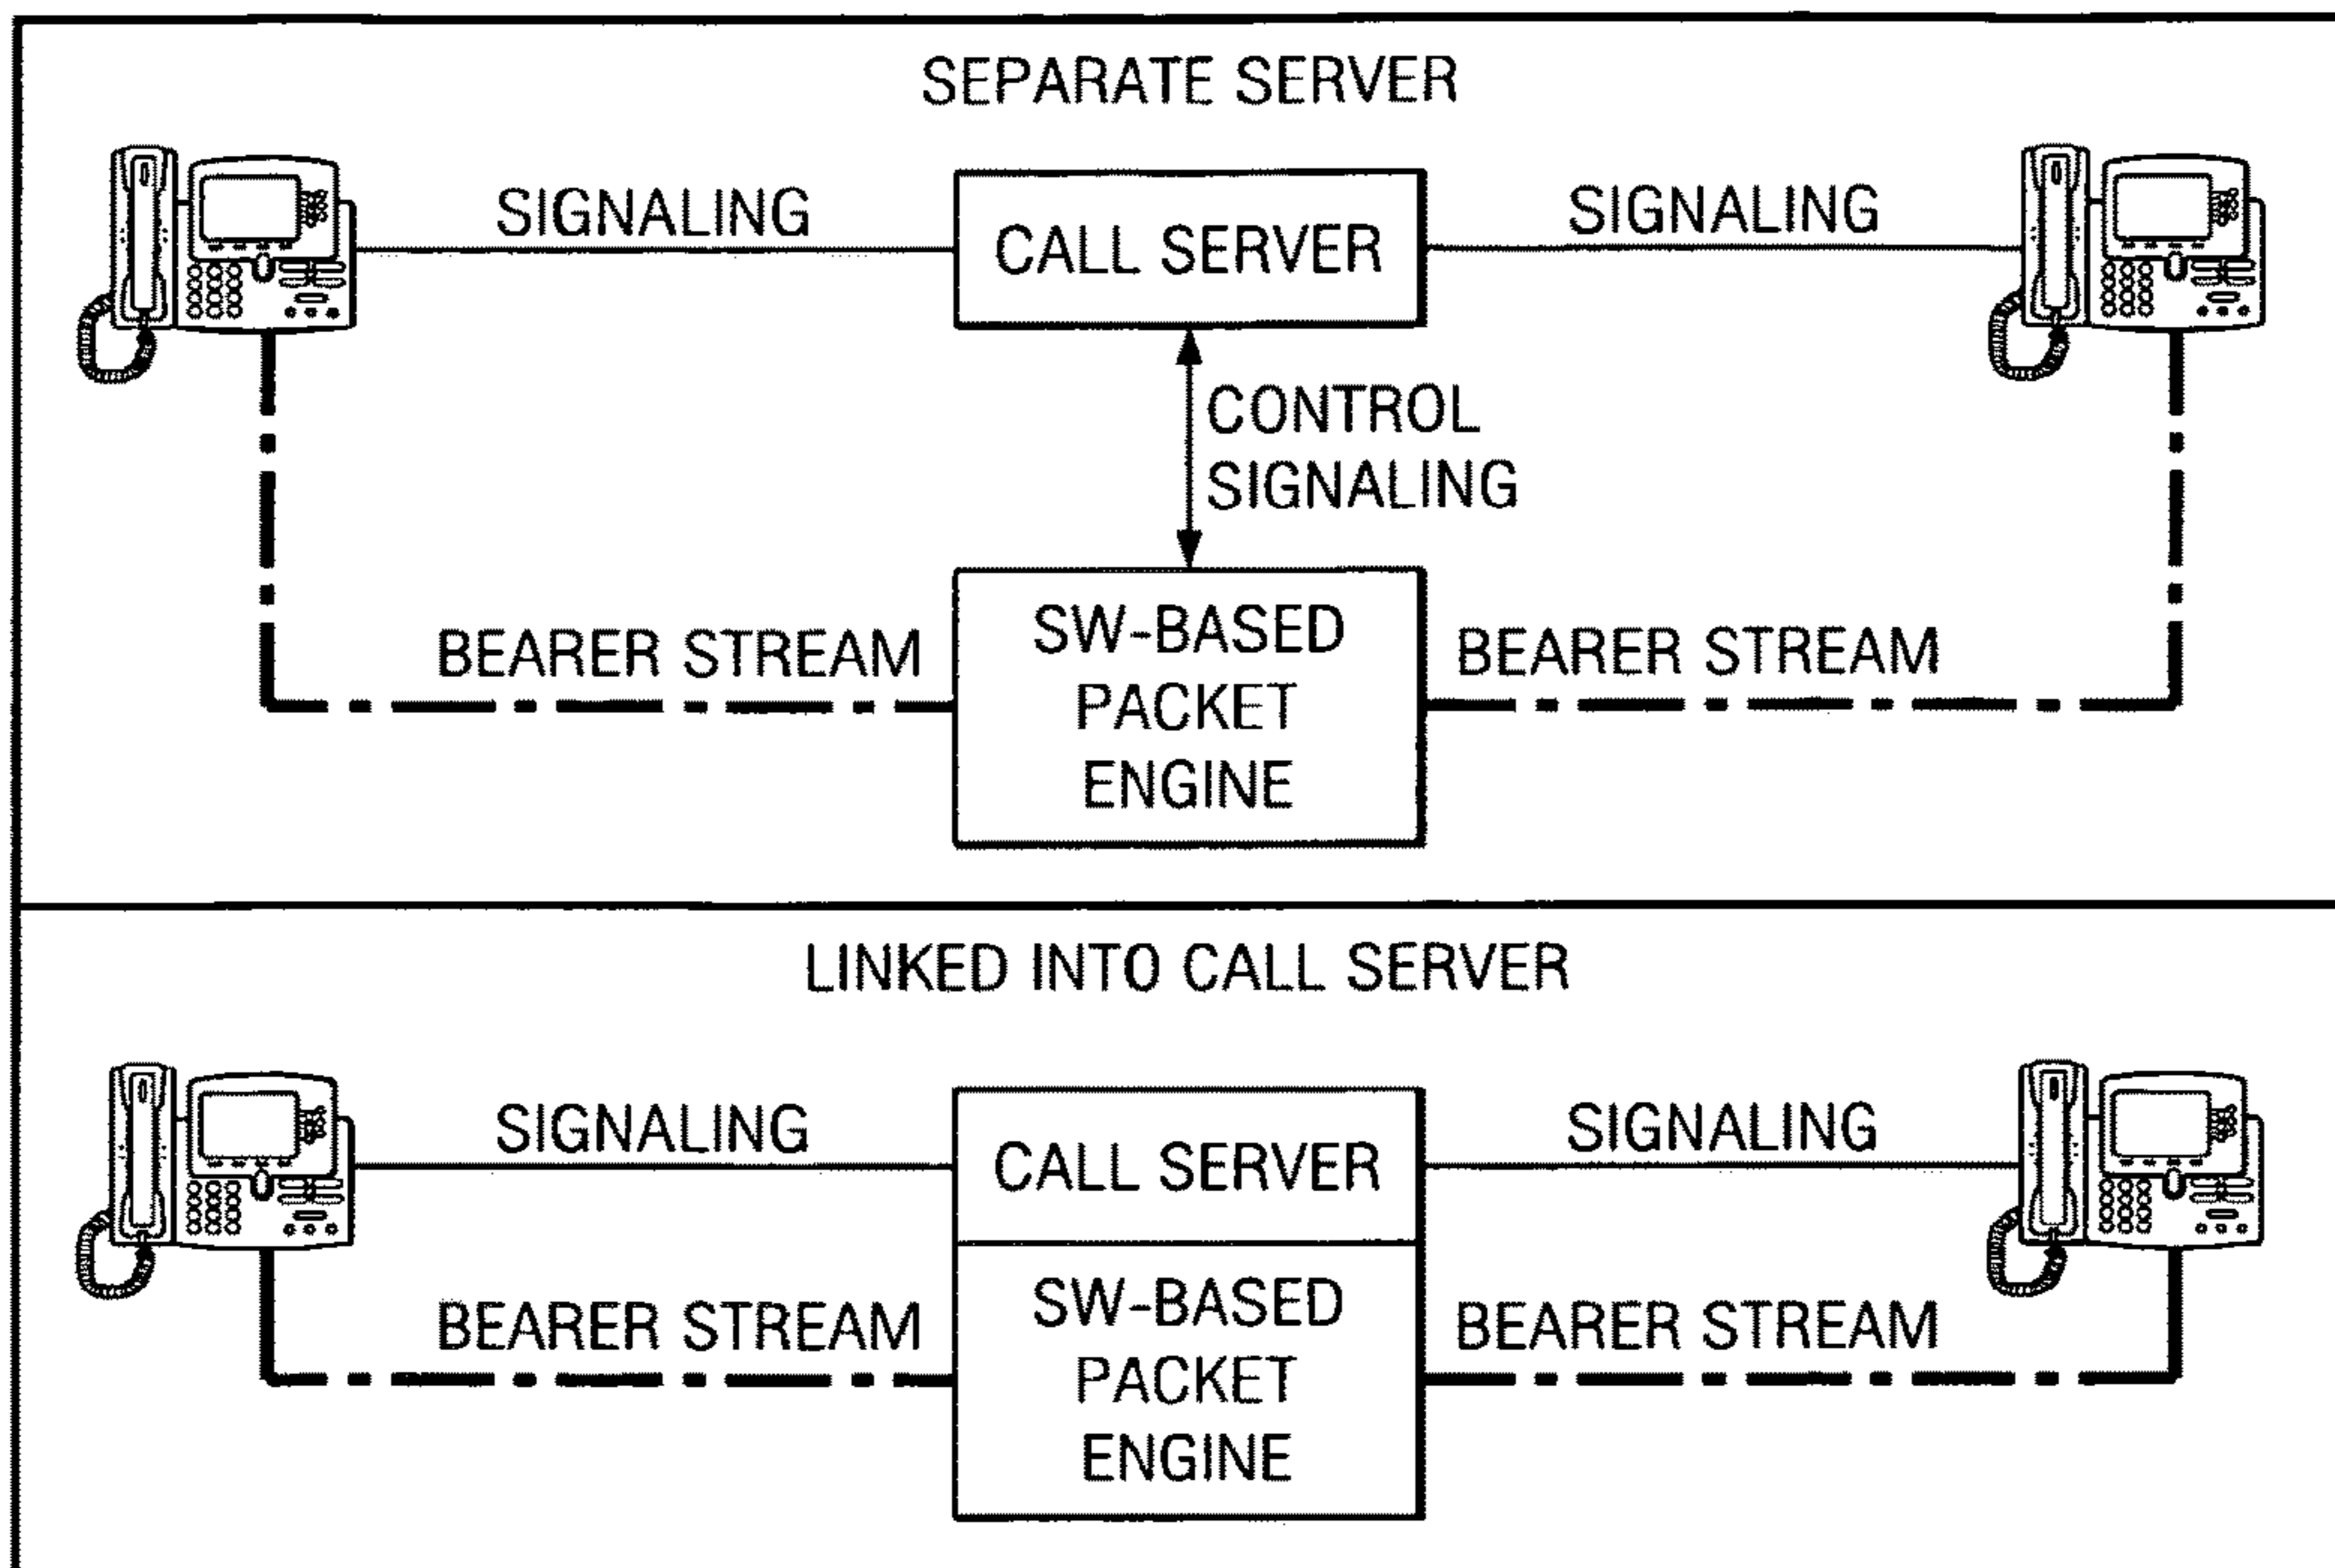 SEPARATE SERVER
SIGNALING
CALL SERVER
SIGNALING
CONTROL
SIGNALING
BEARER STREAM
SW-BASED
PACKET
ENGINE
BEARER STREAM
LINKED INTO CALL SERVER
SIGNALING
CALL SERVER
SIGNALING
BEARER STREAM
SW-BASED
PACKET
ENGINE
BEARER STREAM